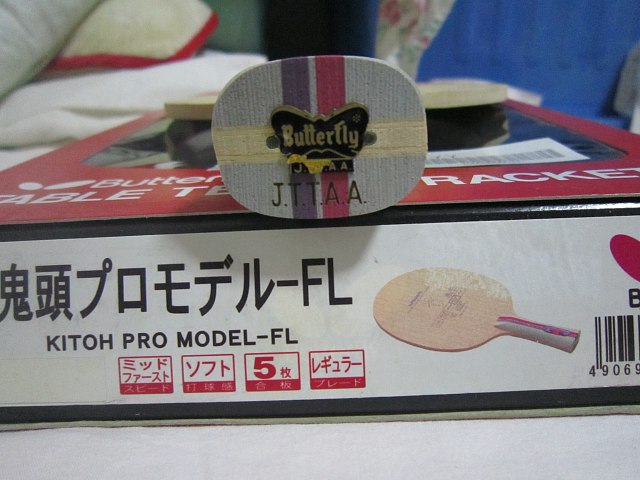 Butterfly
J.T.T.A.A
J.T.T.A.A.
Butter
RACKET
TABLE TE
鬼頭プロモデル-FL
KITOH PRO MODEL-FL
ミッド
ファースト
スピード
ソフト
打球感
5枚
合板
レギュラー
ブレード
B
49069